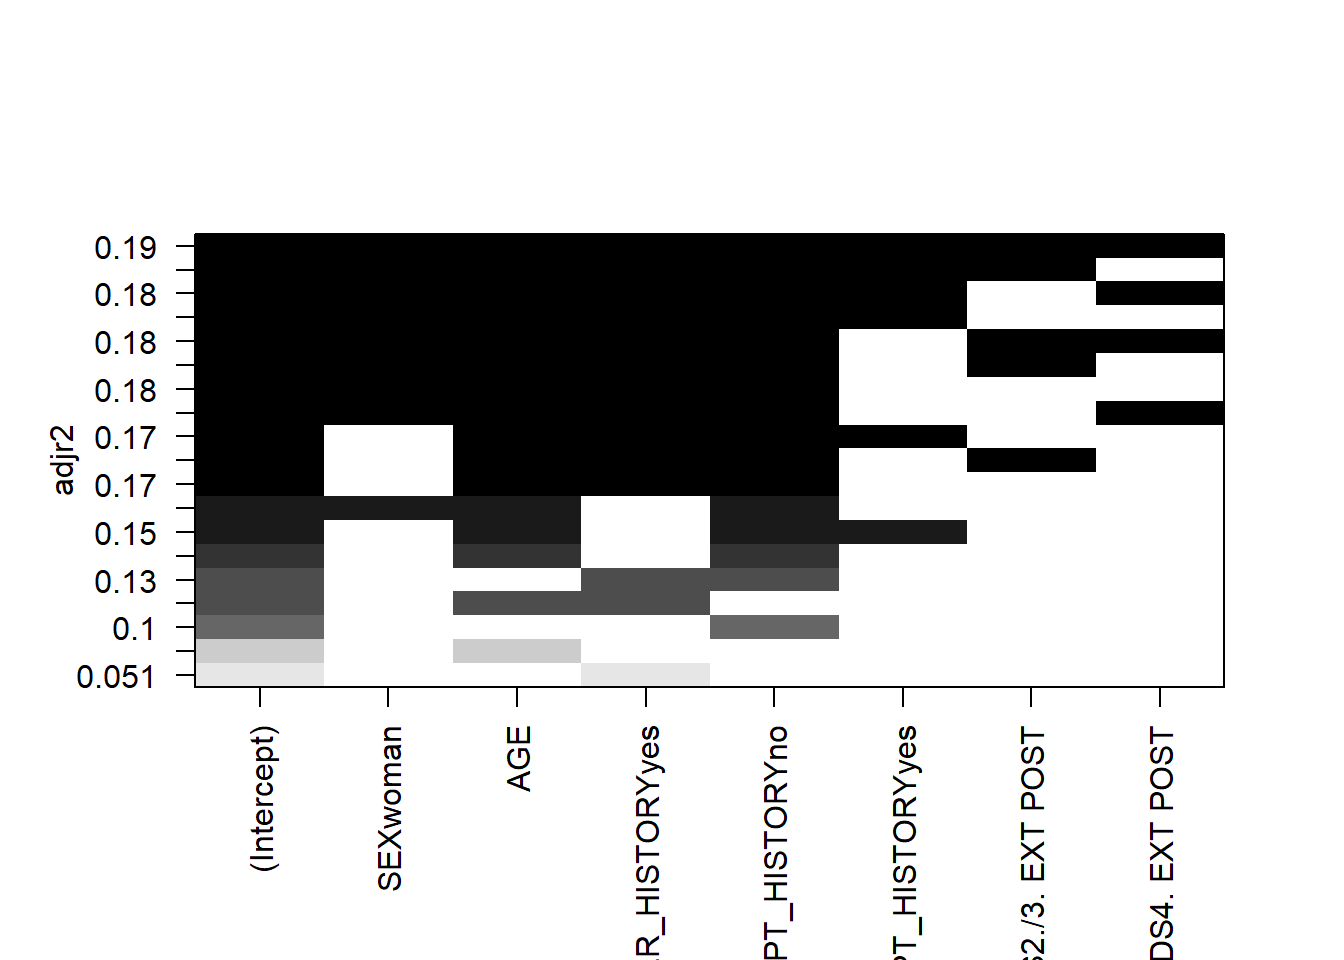 0.19
0.18
0.18
0.18
0.17
0.17
0.15
0.13
0.1
0.051
adjr2
(Intercept)
SEXwoman
AGE
R_HISTORYyes
PT_HISTORYno
PT_HISTORYyes
2./3. EXT POST
DS4. EXT POST